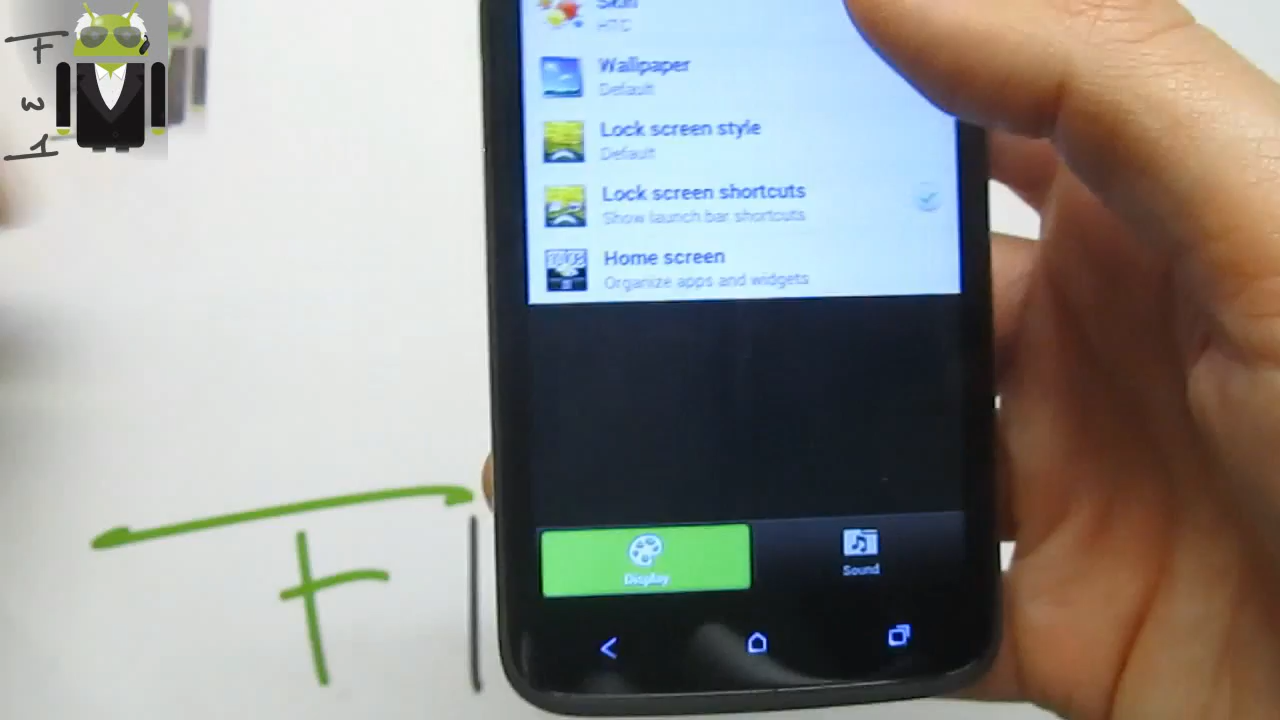 Skin
HTC
Wallpaper
Default
Lock screen style
Default
Lock screen shortcuts
Show launch bar shortcuts
Home screen
Organize apps and widgets
Display
Sound
F
F